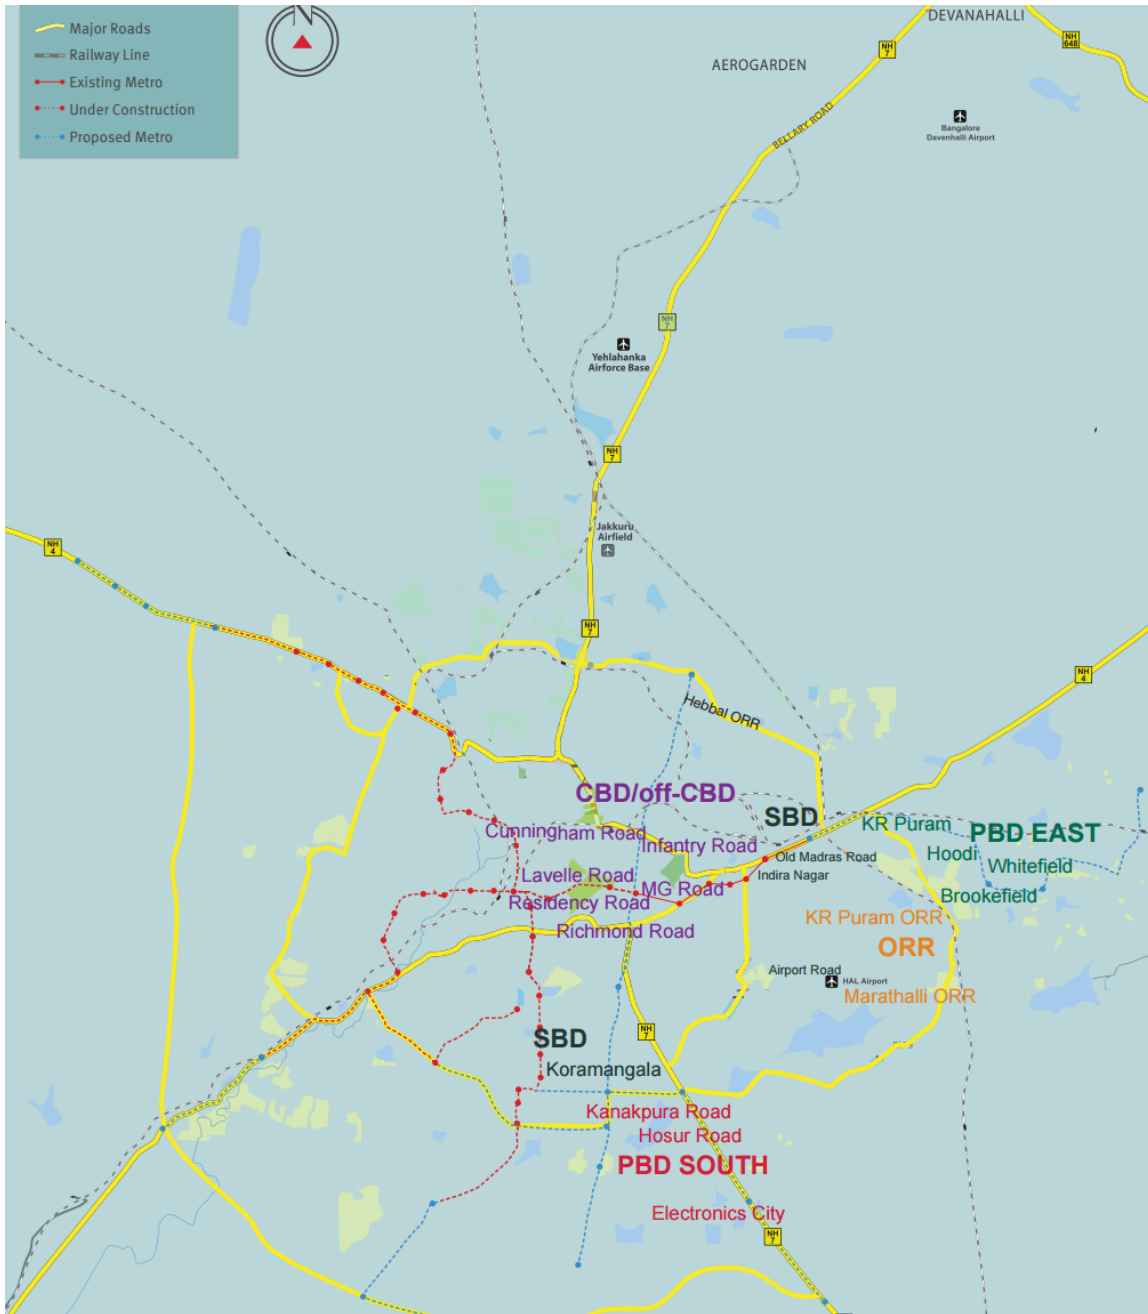 N
Major Roads
Railway Line
Existing Metro
Under Construction
Proposed Metro
DEVANAHALLI
NH
7
NH
648
AEROGARDEN
BELLARY ROAD
Bangalore
Davenhalli Airport
NH
7
Yehlahanka
Airforce Base
NH
7
Jakkuru
Airfield
NH
4
NH
7
NH
4
Hebbal ORR
CBD/off-CBD
SBD
Cunningham Road
Infantry Road
KR Puram
PBD EAST
Old Madras Road
Hoodi
Whitefield
Indira Nagar
Lavelle Road
MG Road
Brookefield
Residency Road
KR Puram ORR
Richmond Road
ORR
Airport Road
HAL Airport
Marathalli ORR
NH
7
SBD
Koramangala
Kanakpura Road
Hosur Road
PBD SOUTH
Electronics City
NH
7